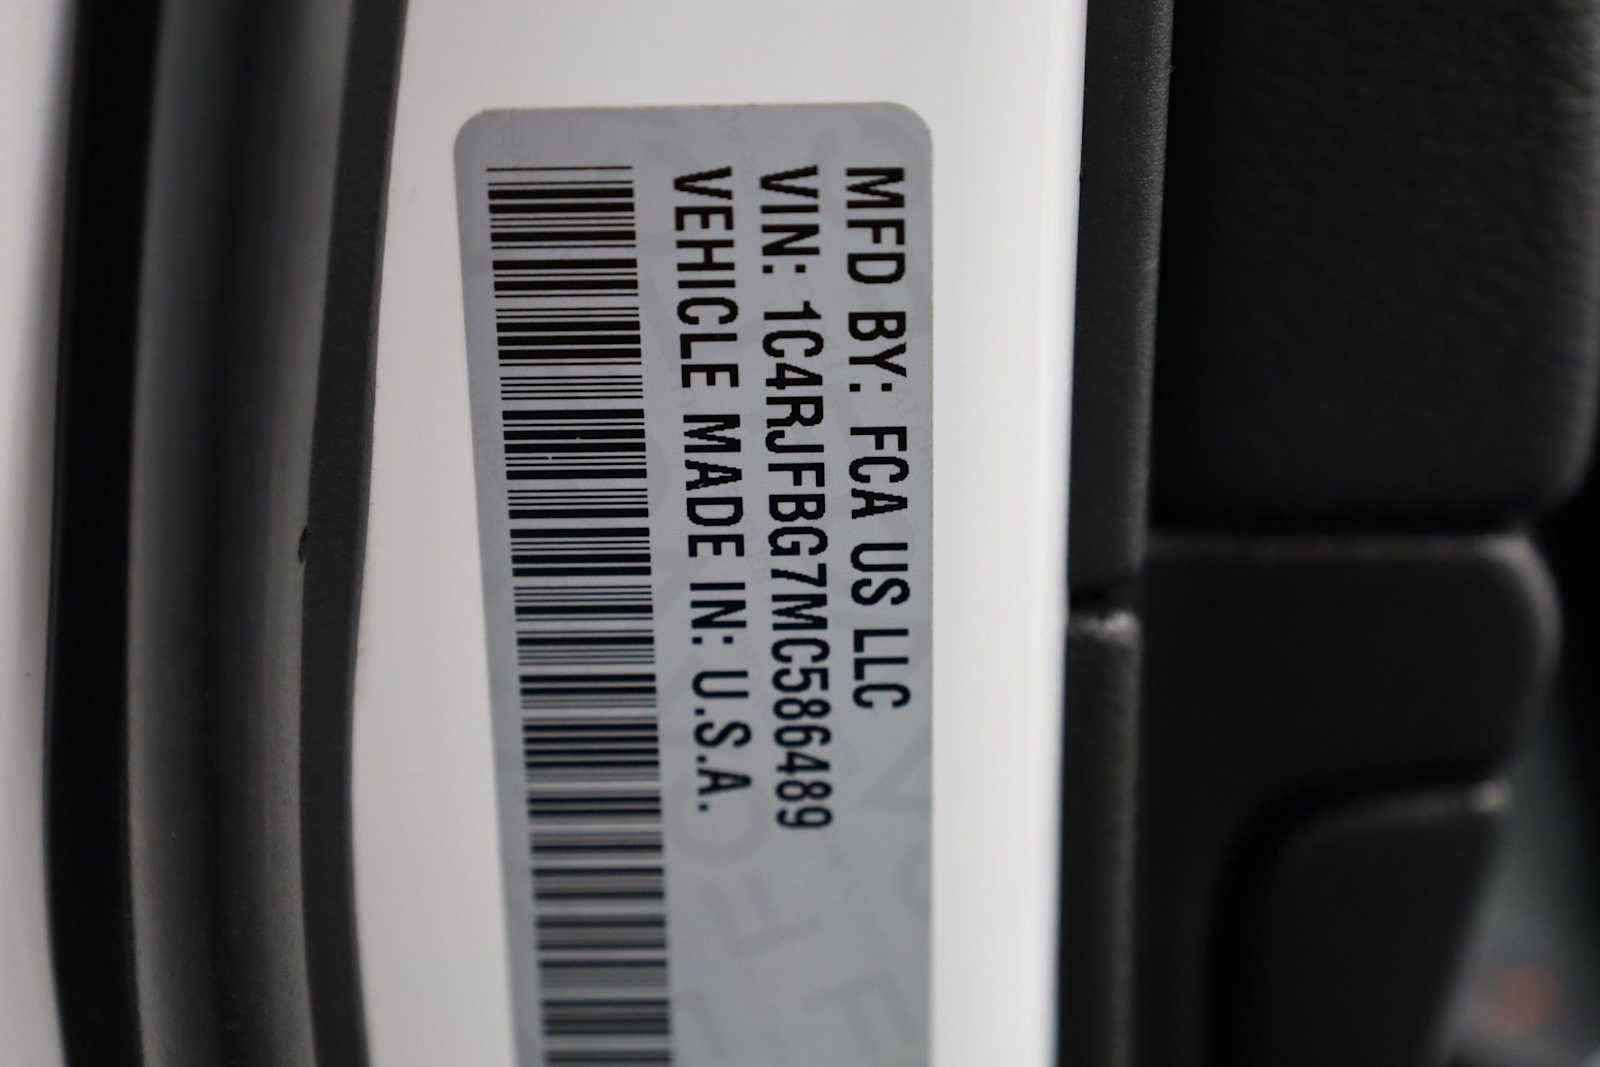 MFD BY: FCA US LLC
VIN: 1C4RJFBG7MC586489
VEHICLE MADE IN: U.S.A.